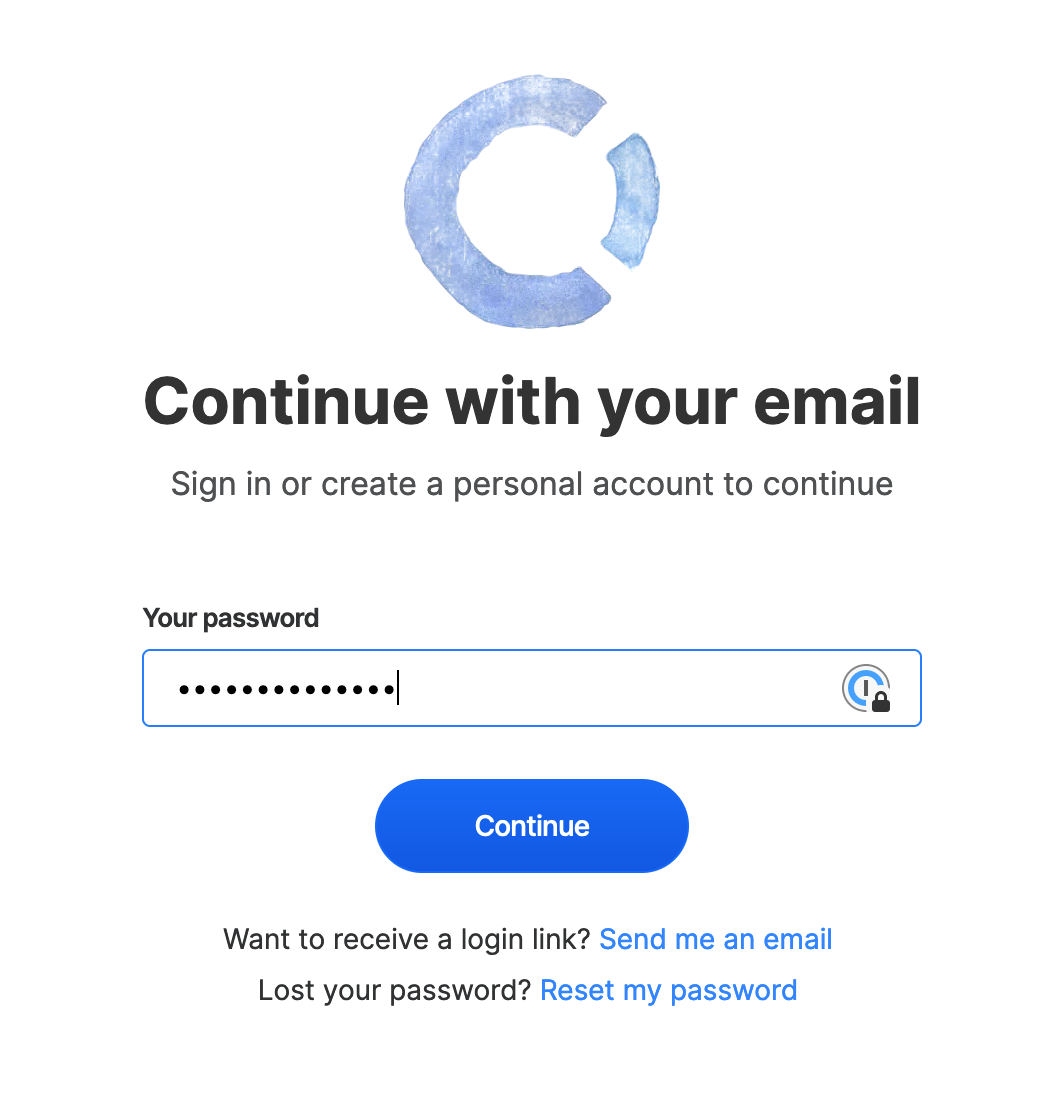 Continue with your email
Sign in or create a personal account to continue
Your password
••••••••••••••
Continue
Want to receive a login link? Send me an email
Lost your password? Reset my password